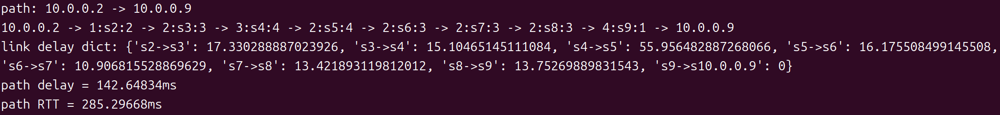 path: 10.0.0.2 -> 10.0.0.9
10.0.0.2 -> 1:s2:2 -> 2:s3:3 -> 3:s4:4 -> 2:s5:4 -> 2:s6:3 -> 2:s7:3 -> 2:s8:3 -> 4:s9:1 -> 10.0.0.9
link delay dict: {'s2->s3': 17.330288887023926, 's3->s4': 15.10465145111084, 's4->s5': 55.956482887268066, 's5->s6': 16.175508499145508,
's6->s7': 10.906815528869629, 's7->s8': 13.421893119812012, 's8->s9': 13.75269889831543, 's9->s10.0.0.9': 0}
path delay = 142.64834ms
path RTT = 285.29668ms